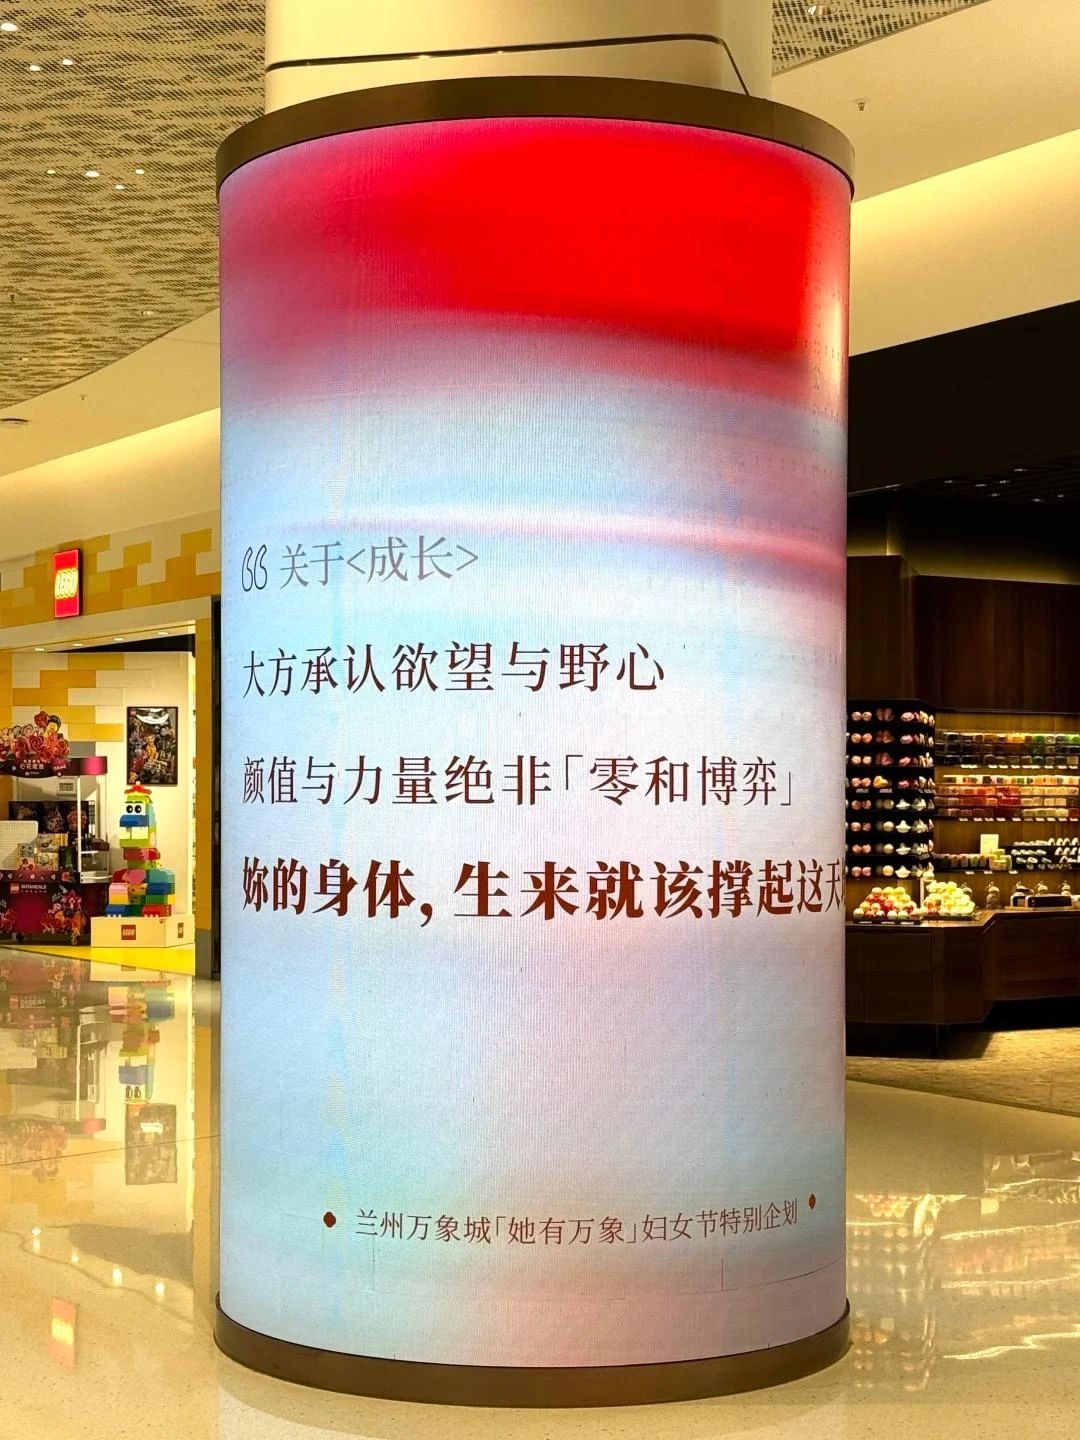 关于<成长>
大方承认欲望与野心
颜值与力量绝非「零和博弈」
妳的身体，生来就该撑起这天
兰州万象城「她有万象」妇女节特别企划
LEGO
LEGO